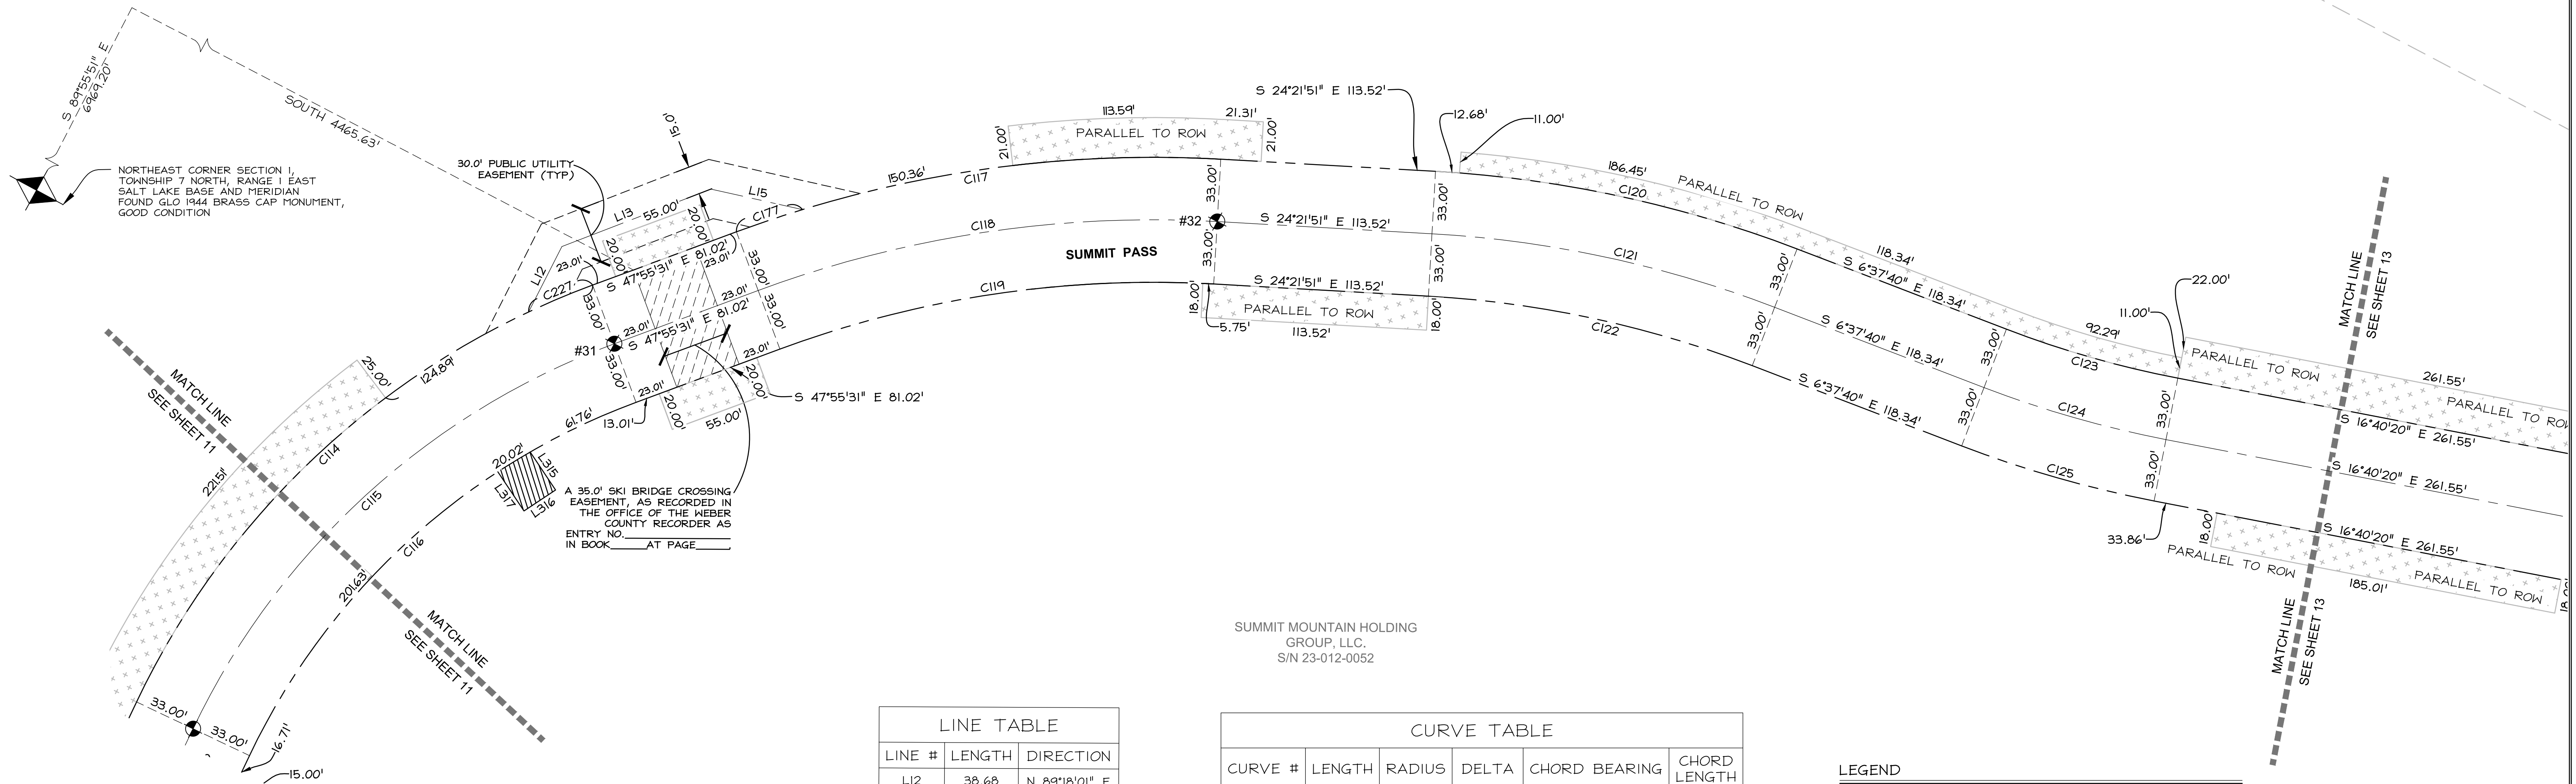 S 89°55'51" E
6969.20'
SOUTH 4465.63'
NORTHEAST CORNER SECTION 1,
TOWNSHIP 7 NORTH, RANGE 1 EAST
SALT LAKE BASE AND MERIDIAN
FOUND GLO 1944 BRASS CAP MONUMENT,
GOOD CONDITION
30.0' PUBLIC UTILITY
EASEMENT (TYP)
15.0'
L15
L13
55.00'
20.00'
20.00'
C177
L12
23.01'
C227
S 47°55'31" E 81.02'
23.01'
33.00'
33.00'
33.00'
33.00'
23.01'
23.01'
S 47°55'31" E 81.02'
#31
23.01'
23.01'
20.00'
20.00'
55.00'
S 47°55'31" E 81.02'
13.01'
61.76'
20.02'
L315
L316
L317
A 35.0' SKI BRIDGE CROSSING
EASEMENT, AS RECORDED IN
THE OFFICE OF THE WEBER
COUNTY RECORDER AS
ENTRY NO.
IN BOOK AT PAGE
25.00'
124.89'
MATCH LINE
SEE SHEET 11
221.51'
C114
C115
C116
201.63'
MATCH LINE
SEE SHEET 11
33.00'
33.00'
16.71'
15.00'
150.36'
C117
C118
C119
SUMMIT PASS
21.00'
113.59'
21.31'
PARALLEL TO ROW
21.00'
33.00'
33.00'
#32
S 24°21'51" E 113.52'
S 24°21'51" E 113.52'
S 24°21'51" E 113.52'
12.68'
11.00'
33.00'
33.00'
18.00'
5.75'
PARALLEL TO ROW
113.52'
18.00'
186.45'
PARALLEL TO ROW
C120
C121
C122
118.34'
33.00'
33.00'
S 6°37'40" E 118.34'
S 6°37'40" E 118.34'
S 6°37'40" E 118.34'
33.00'
33.00'
92.29'
C123
C124
C125
11.00'
22.00'
33.00'
33.00'
PARALLEL TO ROW
261.55'
PARALLEL TO ROW
S 16°40'20" E 261.55'
S 16°40'20" E 261.55'
S 16°40'20" E 261.55'
33.86'
18.00'
PARALLEL TO ROW
185.01'
PARALLEL TO ROW
MATCH LINE
SEE SHEET 13
MATCH LINE
SEE SHEET 13
SUMMIT MOUNTAIN HOLDING
GROUP, LLC.
S/N 23-012-0052
LINE TABLE
LINE # LENGTH DIRECTION
L12 38.68 N 89°18'01" E
CURVE TABLE
CURVE # LENGTH RADIUS DELTA CHORD BEARING CHORD LENGTH
LEGEND